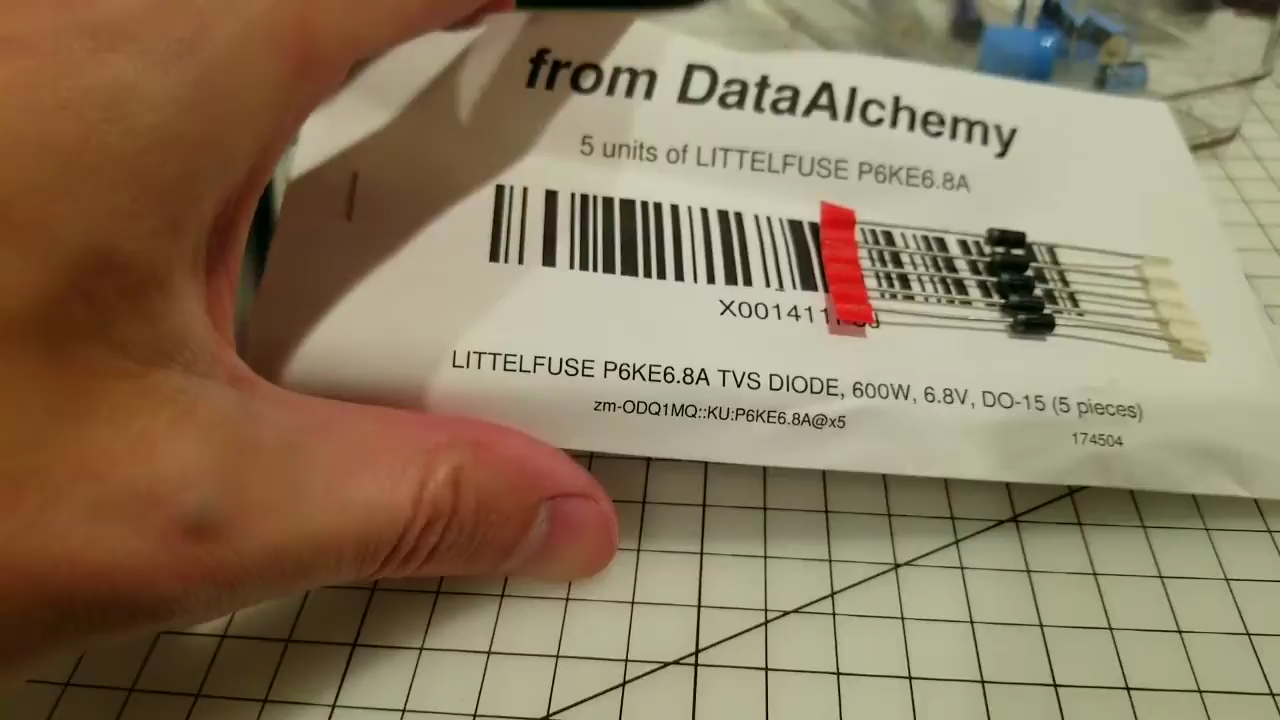 from DataAlchemy
5 units of LITTELFUSE P6KE6.8A
LITTELFUSE P6KE6.8A TVS DIODE, 600W, 6.8V, DO-15 (5 pieces)
zm-ODQ1MQ::KU:P6KE6.8A@x5
174504